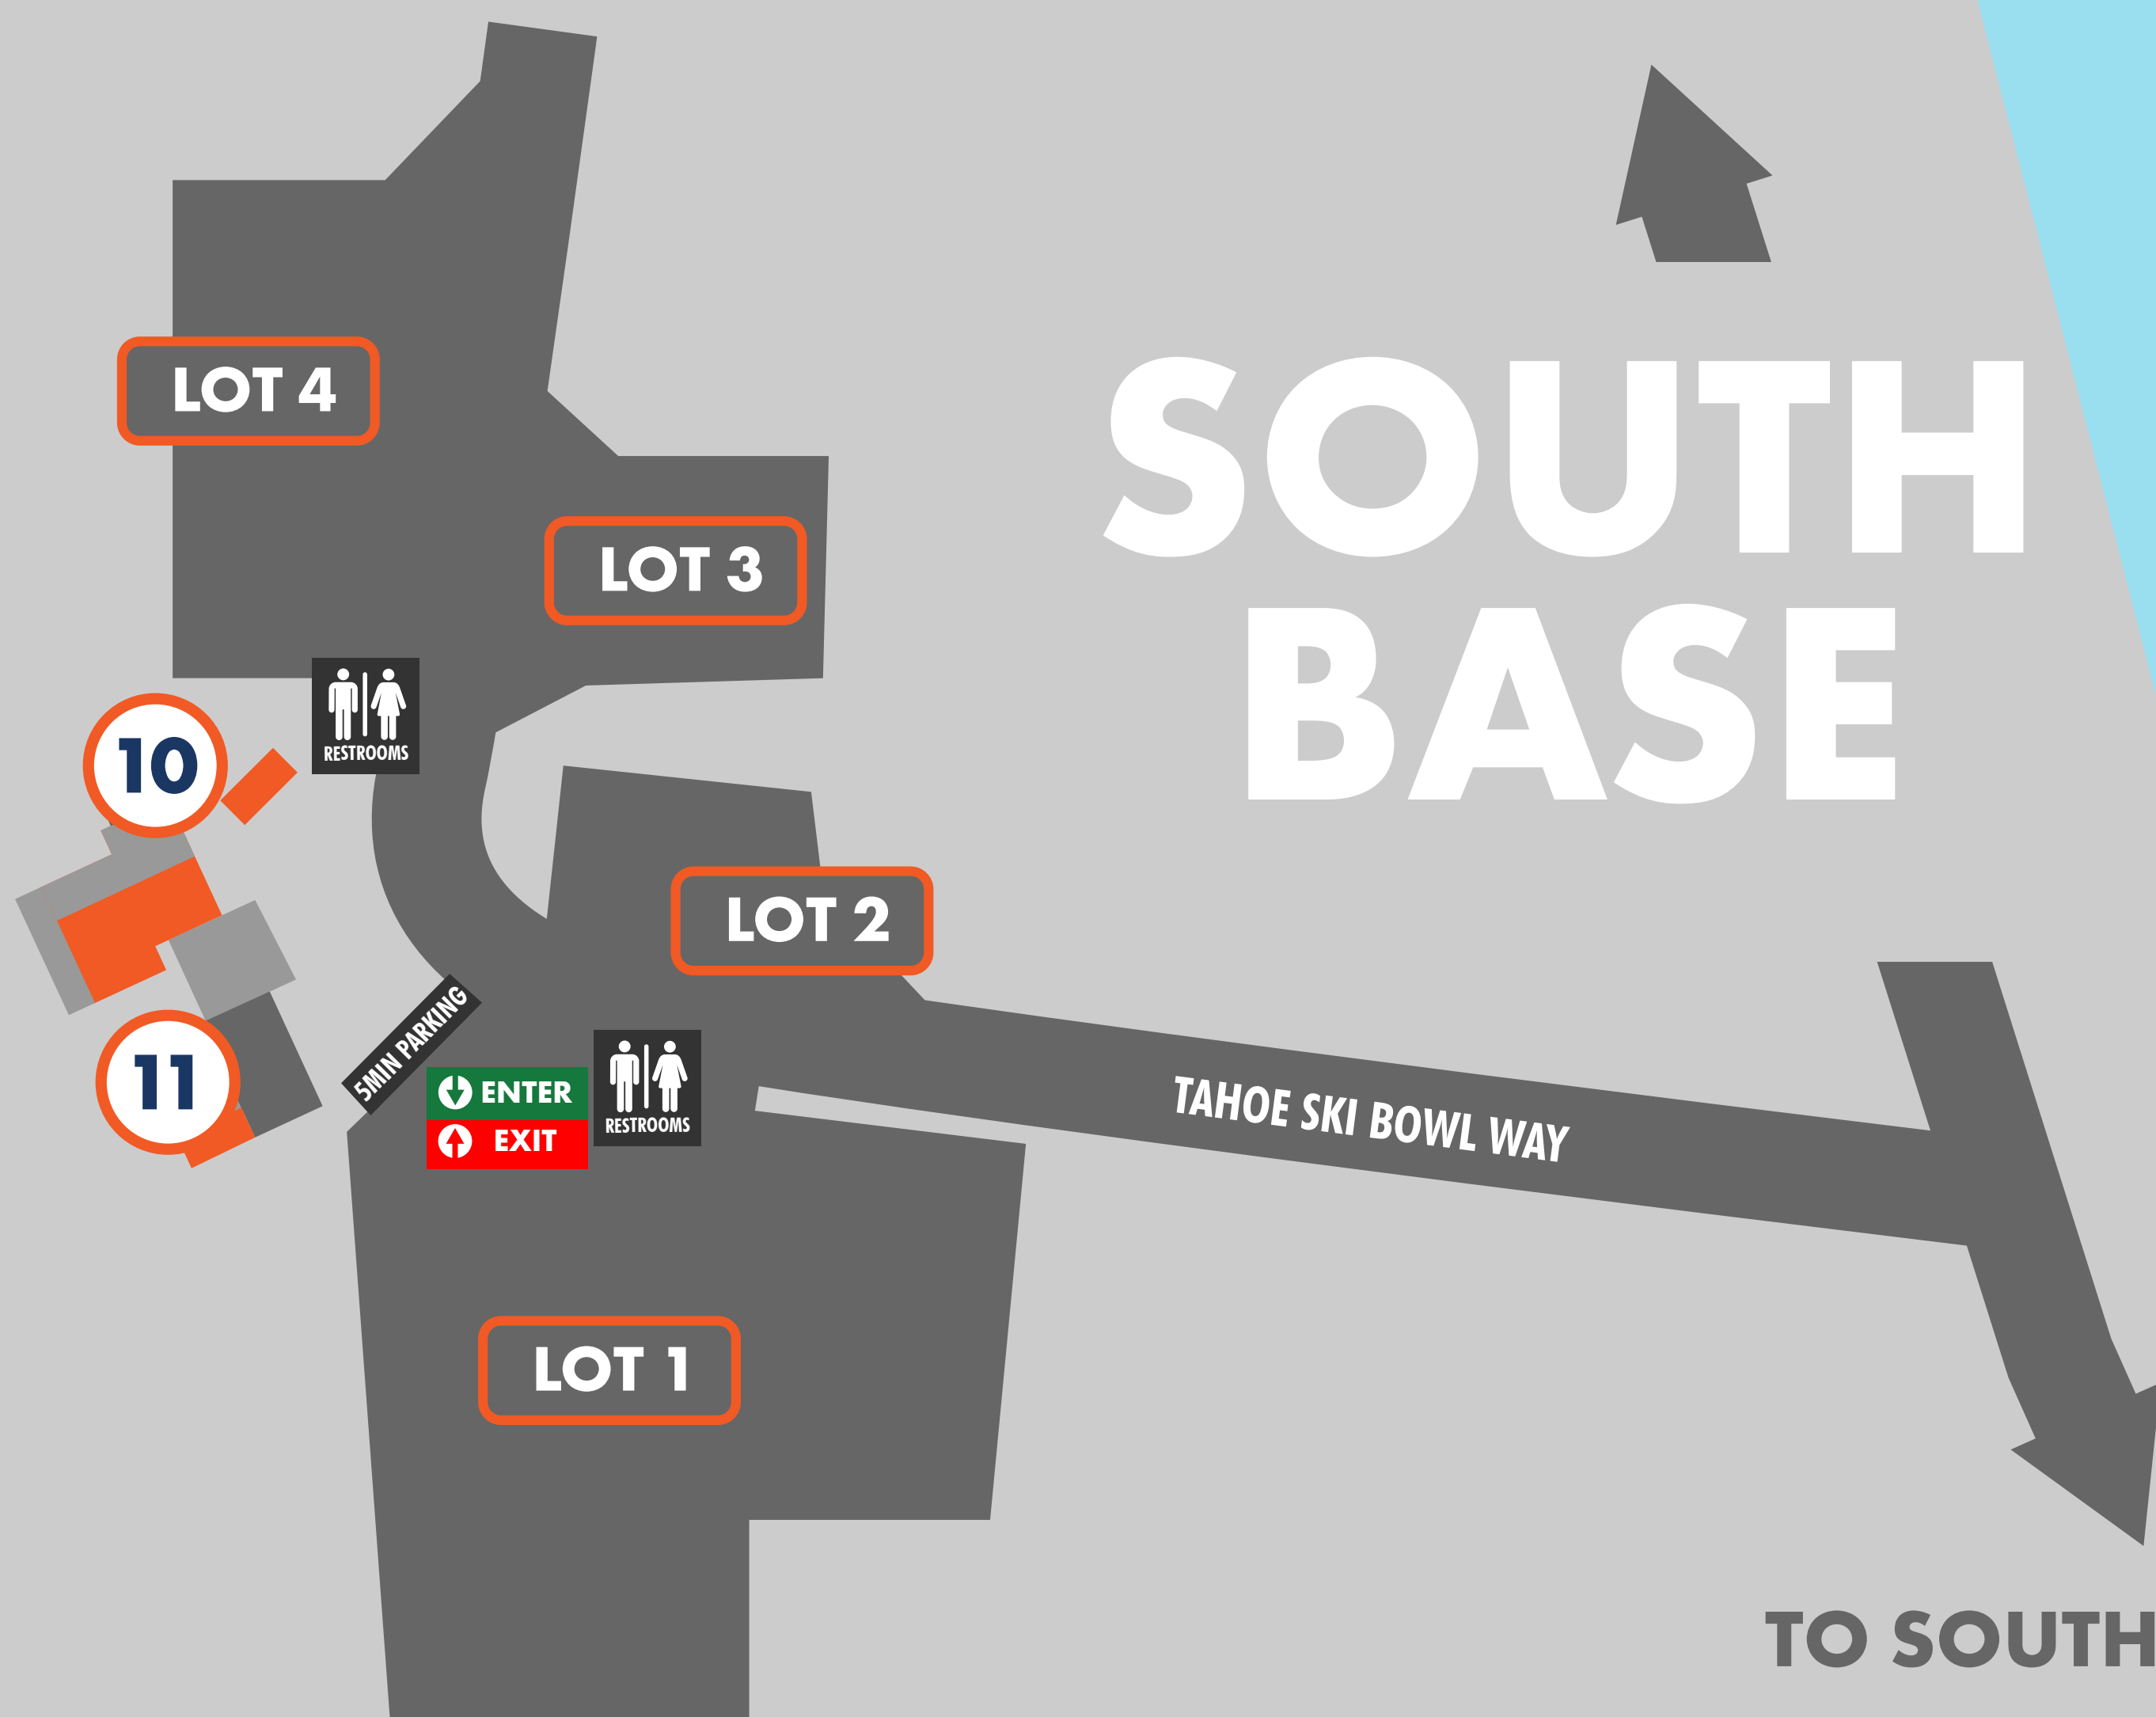 SOUTH
BASE
LOT 4
LOT 3
RESTROOMS
10
LOT 2
5MIN PARKING
11
ENTER
EXIT
RESTROOMS
TAHOE SKI BOWL WAY
LOT 1
TO SOUTH